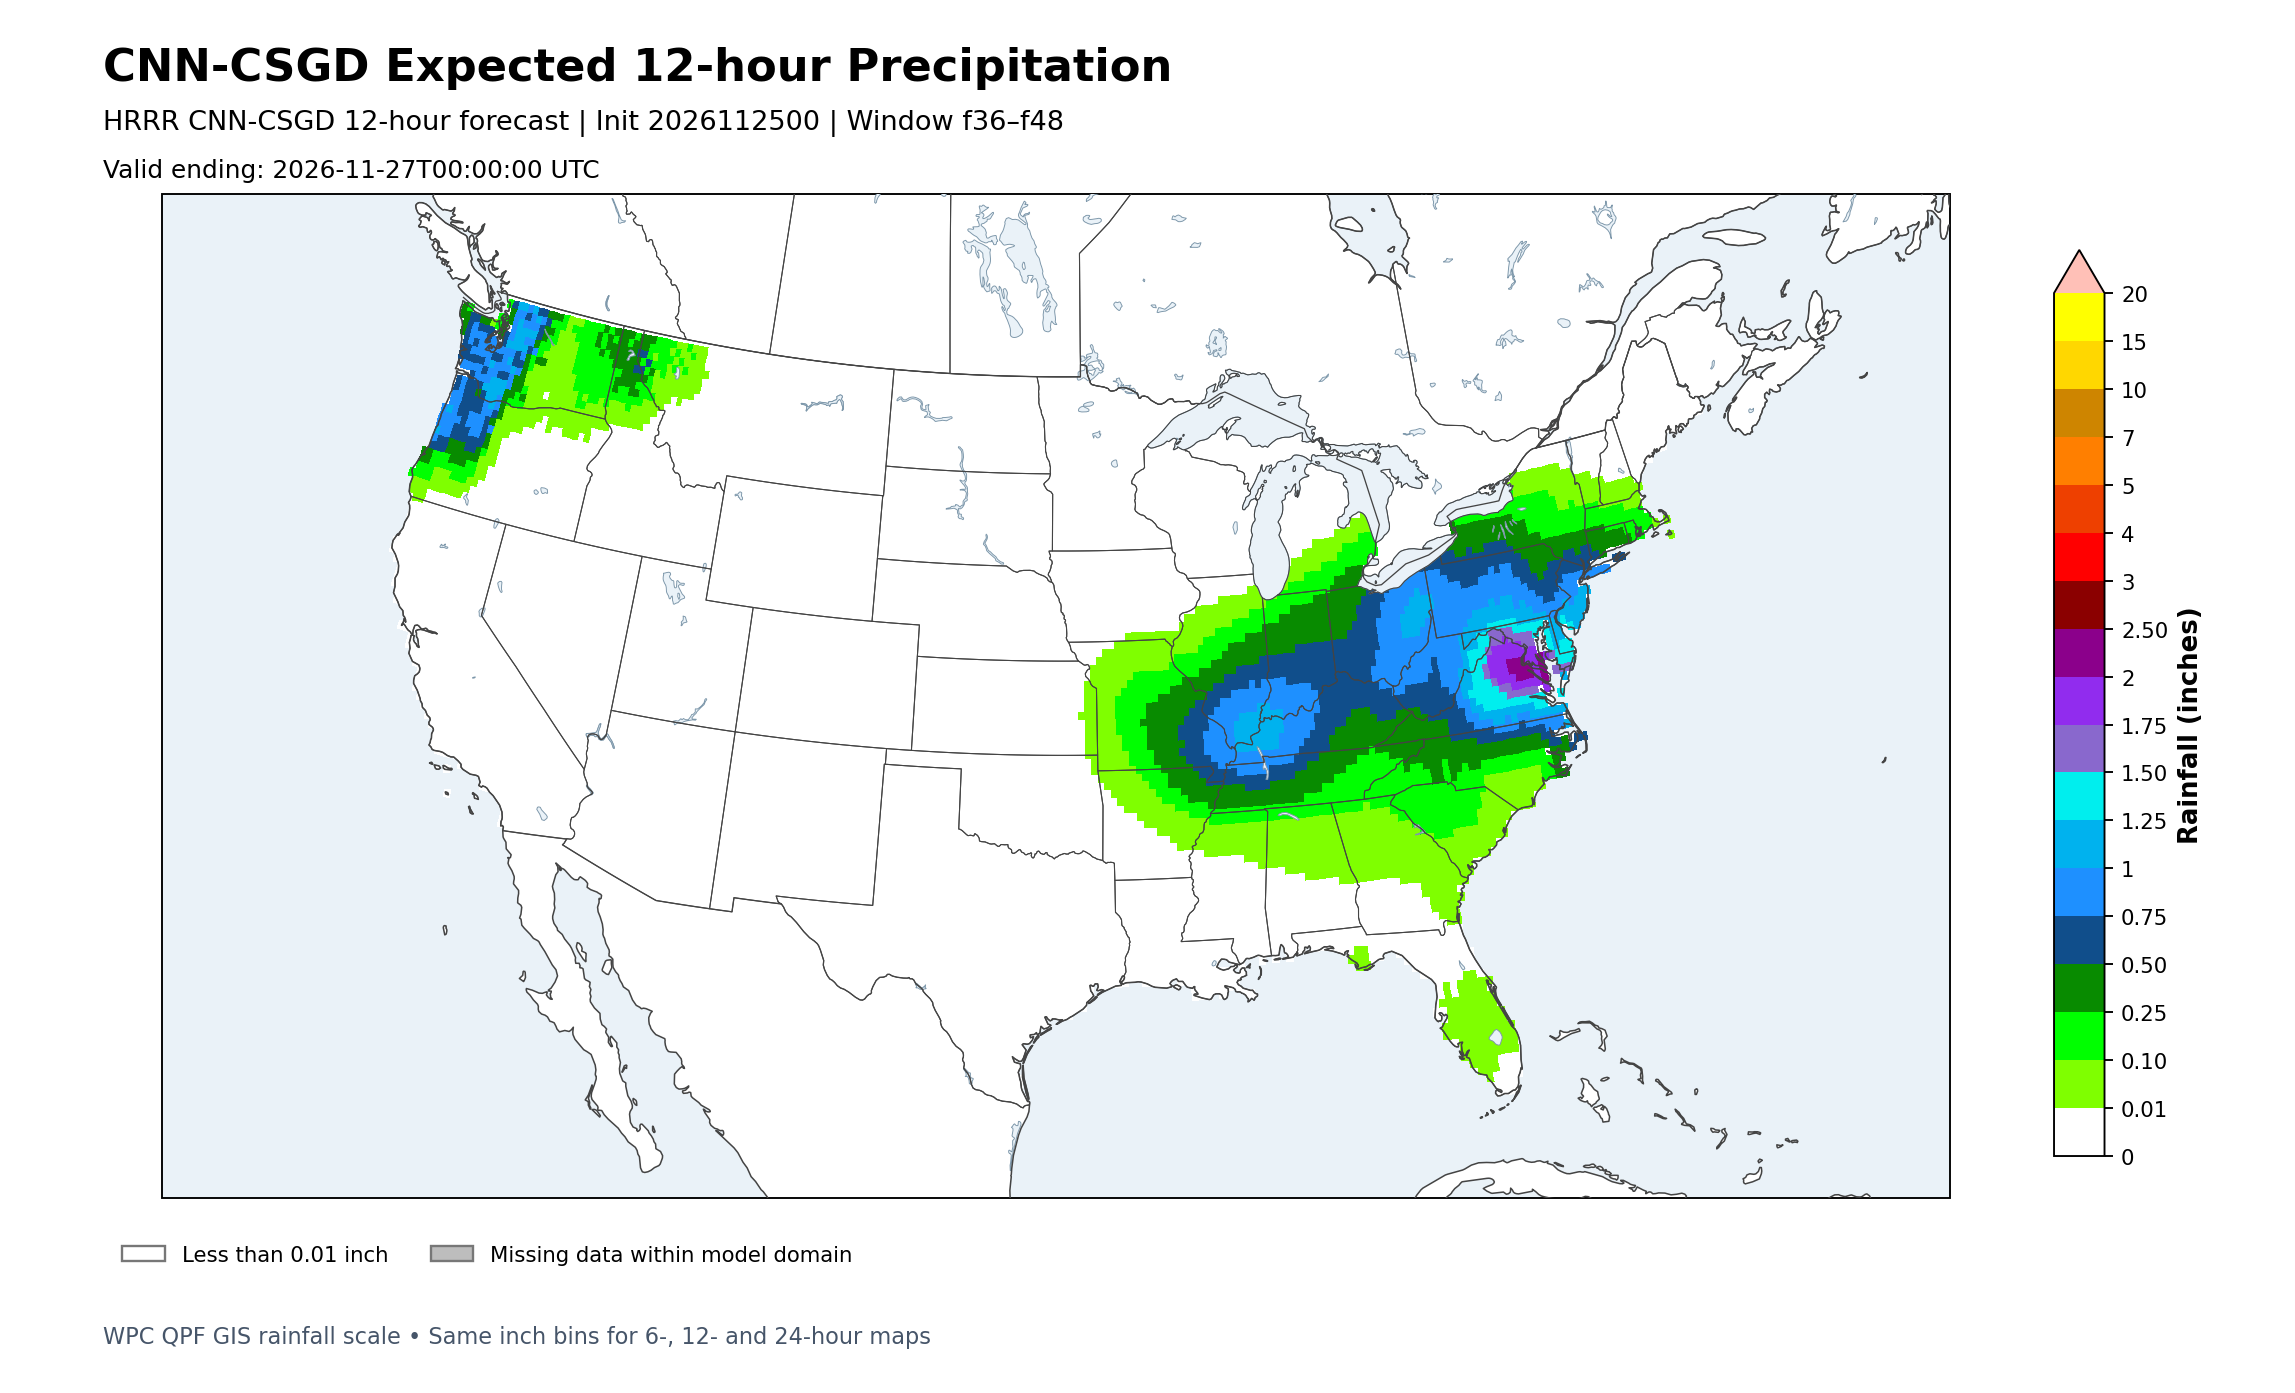 CNN-CSGD Expected 12-hour Precipitation
HRRR CNN-CSGD 12-hour forecast | Init 2026112500 | Window f36–f48
Valid ending: 2026-11-27T00:00:00 UTC
20
15
10
7
5
4
3
2.50
2
1.75
1.50
1.25
1
0.75
0.50
0.25
0.10
0.01
0
Rainfall (inches)
Less than 0.01 inch
Missing data within model domain
WPC QPF GIS rainfall scale • Same inch bins for 6-, 12- and 24-hour maps